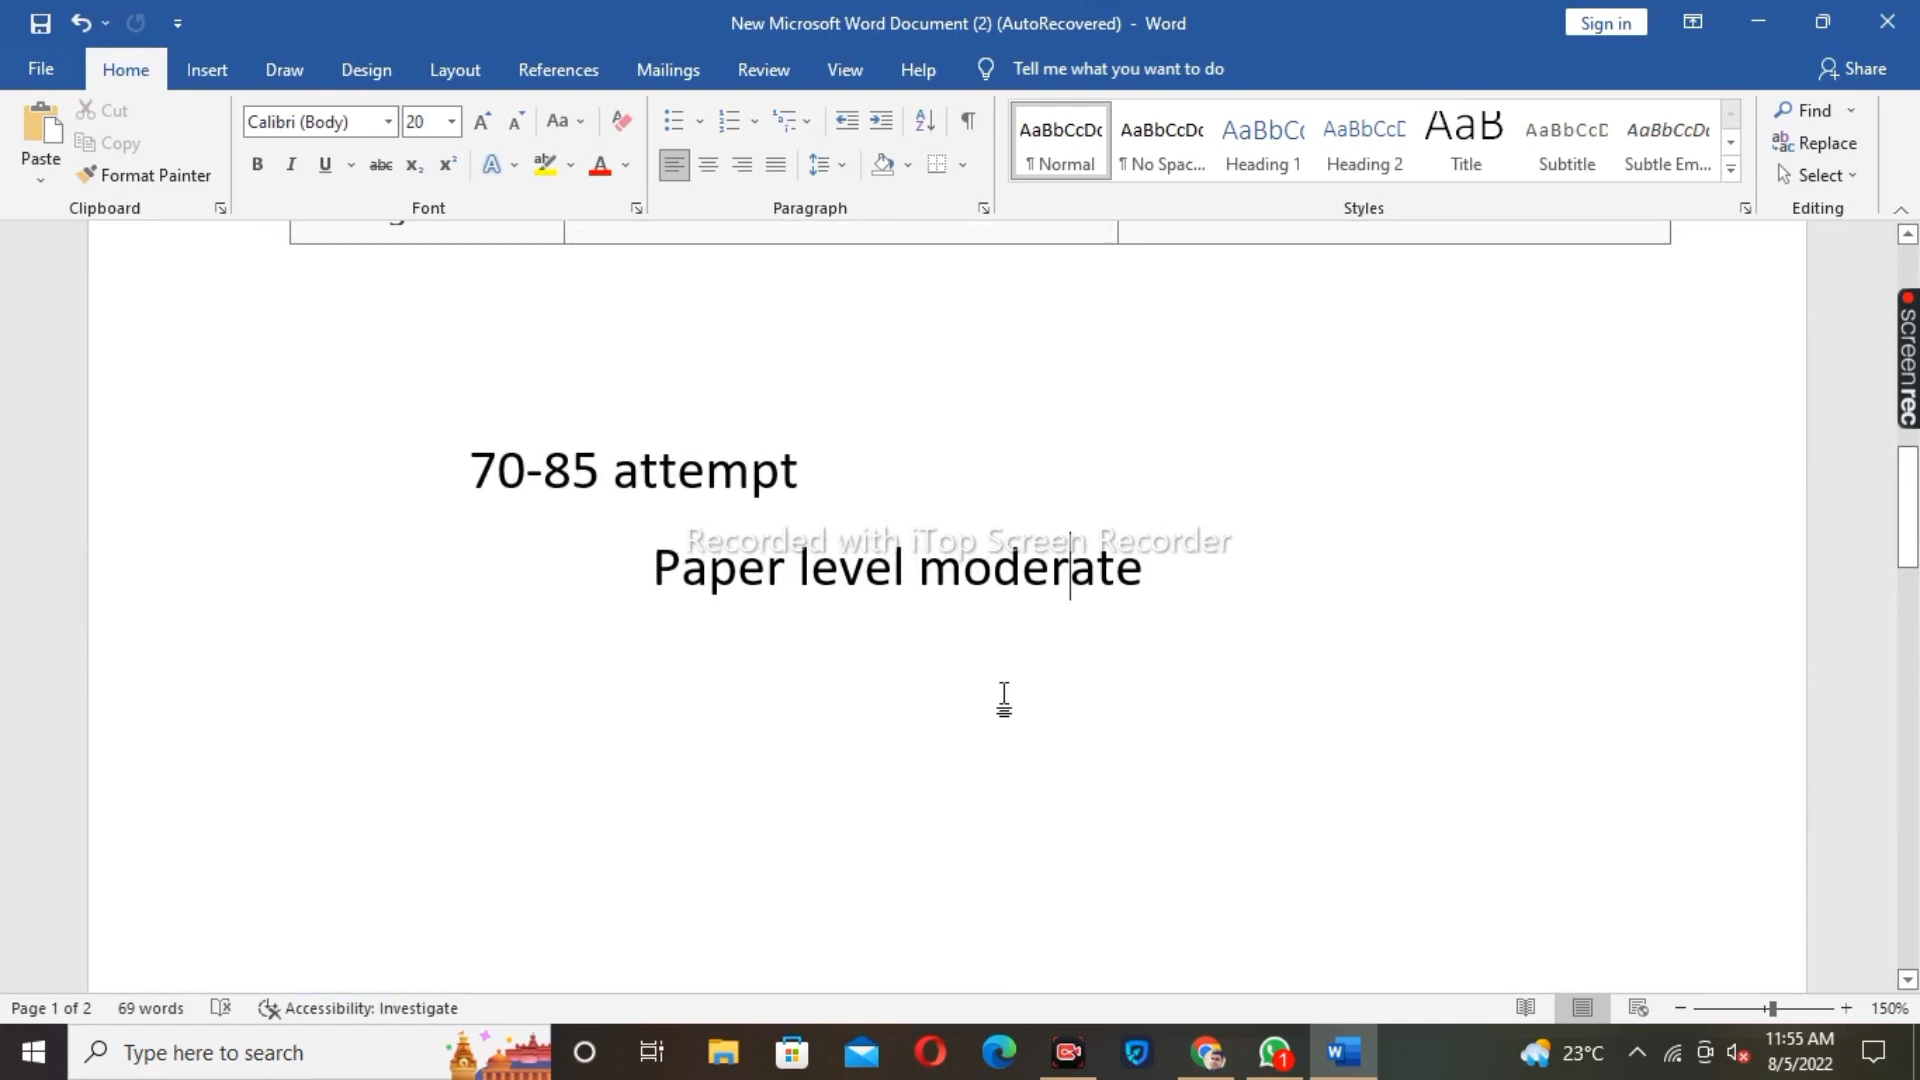 New Microsoft Word Document (2) (AutoRecovered) - Word
Sign in
File Home Insert Draw Design Layout References Mailings Review View Help Tell me what you want to do Share
Paste
Cut
Copy
Format Painter
Clipboard
Calibri (Body) 20
Font
Paragraph
AaBbCcDc AaBbCcDc AaBbC( AaBbCcD AaB AaBbCcD AaBbCcDc
¶ Normal ¶ No Spac... Heading 1 Heading 2 Title Subtitle Subtle Em...
Styles
Find
Replace
Select
Editing
70-85 attempt
Recorded with iTop Screen Recorder
Paper level moderate
screenrec
Page 1 of 2 69 words Accessibility: Investigate 150%
Type here to search
1
23°C
11:55 AM
8/5/2022